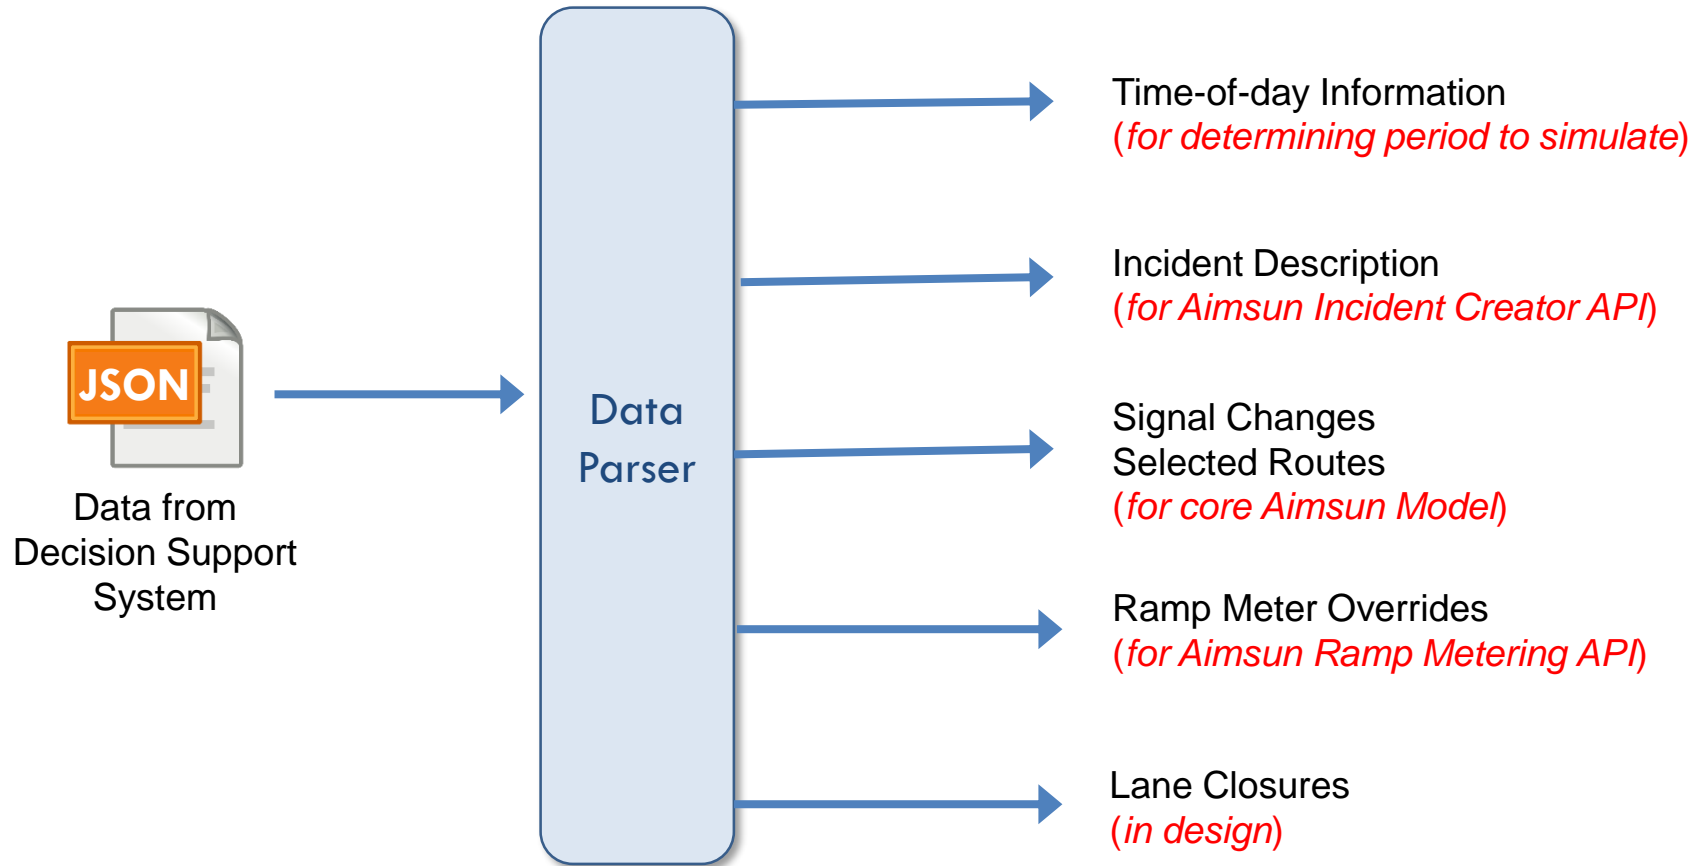 JSON
Data from
Decision Support
System
Data
Parser
Time-of-day Information
(for determining period to simulate)
Incident Description
(for Aimsun Incident Creator API)
Signal Changes
Selected Routes
(for core Aimsun Model)
Ramp Meter Overrides
(for Aimsun Ramp Metering API)
Lane Closures
(in design)